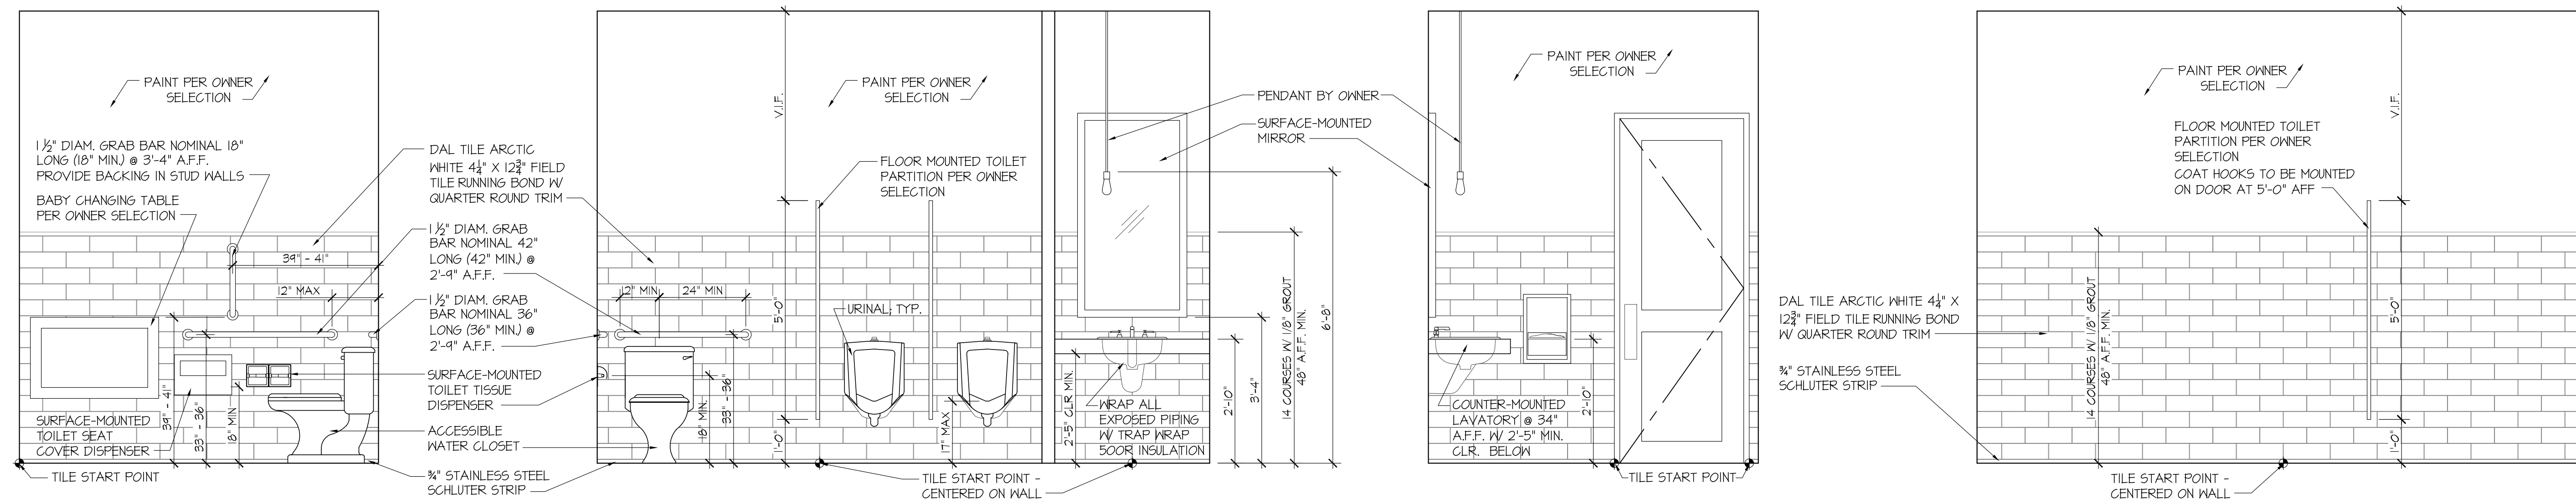 PAINT PER OWNER
SELECTION
1 ½" DIAM. GRAB BAR NOMINAL 18"
LONG (18" MIN.) @ 3'-4" A.F.F.
PROVIDE BACKING IN STUD WALLS
BABY CHANGING TABLE
PER OWNER SELECTION
39" - 41"
12" MAX
39" - 41"
33" - 36"
18" MIN
SURFACE-MOUNTED
TOILET SEAT
COVER DISPENSER
TILE START POINT
DAL TILE ARCTIC
WHITE 4¼" X 12¾" FIELD
TILE RUNNING BOND W/
QUARTER ROUND TRIM
1 ½" DIAM. GRAB
BAR NOMINAL 42"
LONG (42" MIN.) @
2'-9" A.F.F.
1 ½" DIAM. GRAB
BAR NOMINAL 36"
LONG (36" MIN.) @
2'-9" A.F.F.
SURFACE-MOUNTED
TOILET TISSUE
DISPENSER
ACCESSIBLE
WATER CLOSET
¾" STAINLESS STEEL
SCHLUTER STRIP
PAINT PER OWNER
SELECTION
V.I.F.
FLOOR MOUNTED TOILET
PARTITION PER OWNER
SELECTION
12" MIN
24" MIN
5'-0"
URINAL; TYP.
18" MIN.
33" - 36"
1'-0"
17" MAX
2'-5" CLR MIN.
WRAP ALL
EXPOSED PIPING
W/ TRAP WRAP
500R INSULATION
TILE START POINT -
CENTERED ON WALL
PENDANT BY OWNER
SURFACE-MOUNTED
MIRROR
2'-10"
3'-4"
14 COURSES W/ 1/8" GROUT
48" A.F.F. MIN.
6'-8"
PAINT PER OWNER
SELECTION
COUNTER-MOUNTED
LAVATORY @ 34"
A.F.F. W/ 2'-5" MIN.
CLR. BELOW
2'-10"
TILE START POINT
DAL TILE ARCTIC WHITE 4¼" X
12¾" FIELD TILE RUNNING BOND
W/ QUARTER ROUND TRIM
¾" STAINLESS STEEL
SCHLUTER STRIP
PAINT PER OWNER
SELECTION
FLOOR MOUNTED TOILET
PARTITION PER OWNER
SELECTION
COAT HOOKS TO BE MOUNTED
ON DOOR AT 5'-0" AFF
V.I.F.
14 COURSES W/ 1/8" GROUT
48" A.F.F. MIN.
5'-0"
1'-0"
TILE START POINT -
CENTERED ON WALL